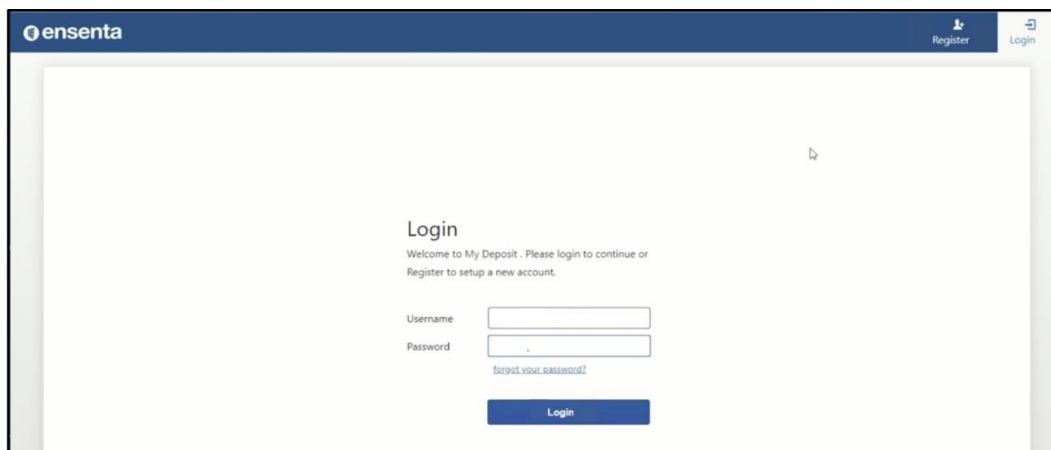 ensenta
Register
Login
Login
Welcome to My Deposit . Please login to continue or
Register to setup a new account.
Username
Password
forgot your password?
Login